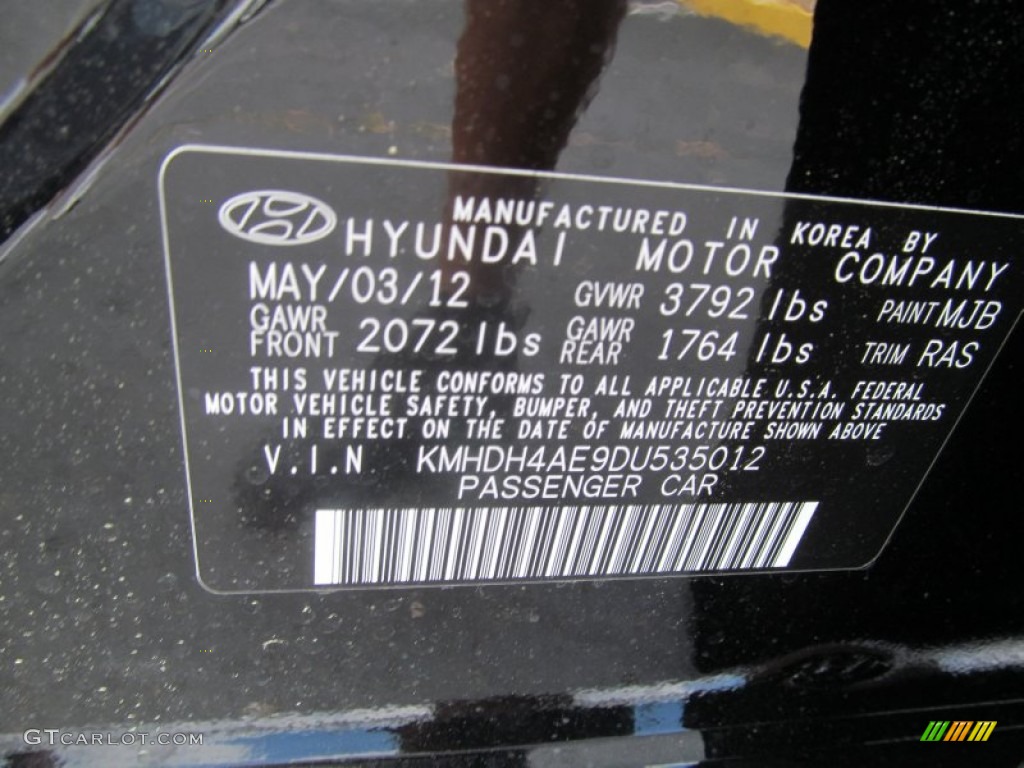 MANUFACTURED IN KOREA BY
HYUNDAI MOTOR COMPANY
MAY/03/12 GVWR 3792 lbs PAINT MJB
GAWR FRONT 2072 lbs GAWR REAR 1764 lbs TRIM RAS
THIS VEHICLE CONFORMS TO ALL APPLICABLE U.S.A. FEDERAL
MOTOR VEHICLE SAFETY, BUMPER, AND THEFT PREVENTION STANDARDS
IN EFFECT ON THE DATE OF MANUFACTURE SHOWN ABOVE
V.I.N KMHDH4AE9DU535012
PASSENGER CAR
GTCARLOT.COM